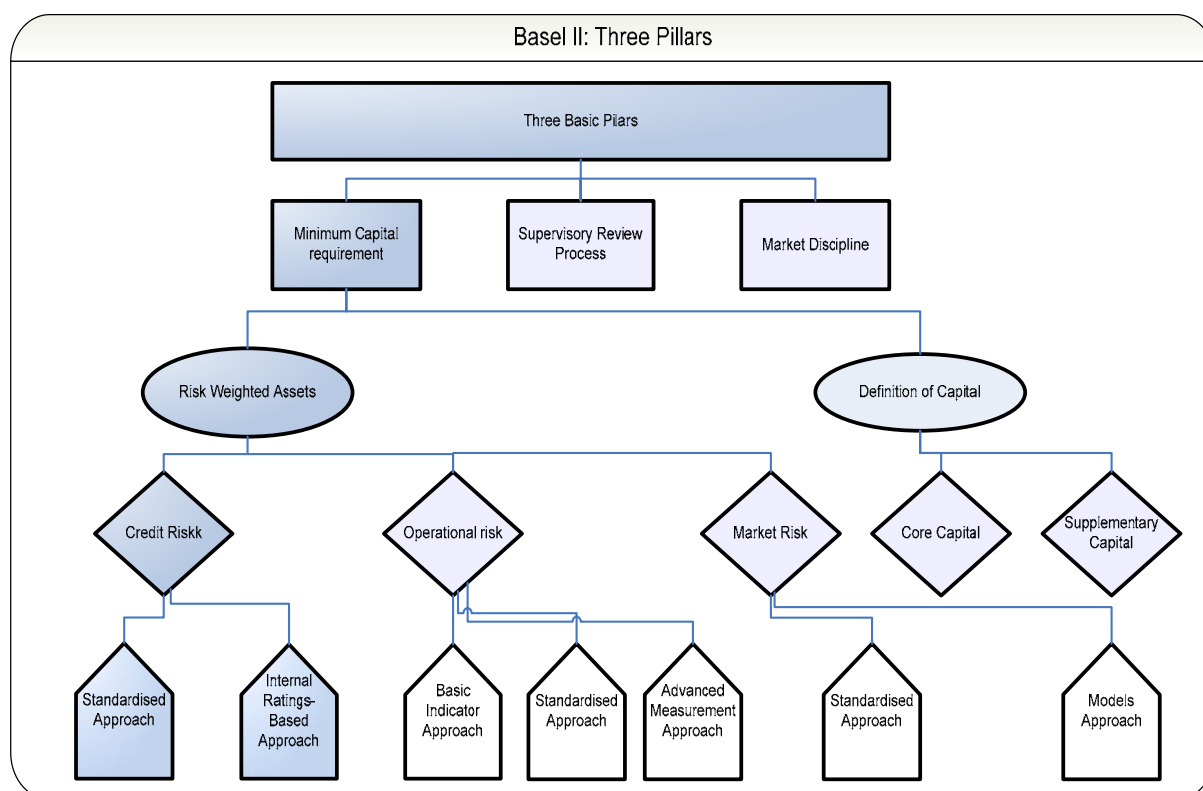 Basel II: Three Pillars
Three Basic Pilars
Minimum Capital
requirement
Supervisory Review
Process
Market Discipline
Risk Weighted Assets
Definition of Capital
Credit Riskk
Operational risk
Market Risk
Core Capital
Supplementary
Capital
Standardised
Approach
Internal
Ratings-
Based
Approach
Basic
Indicator
Approach
Standardised
Approach
Advanced
Measurement
Approach
Standardised
Approach
Models
Approach